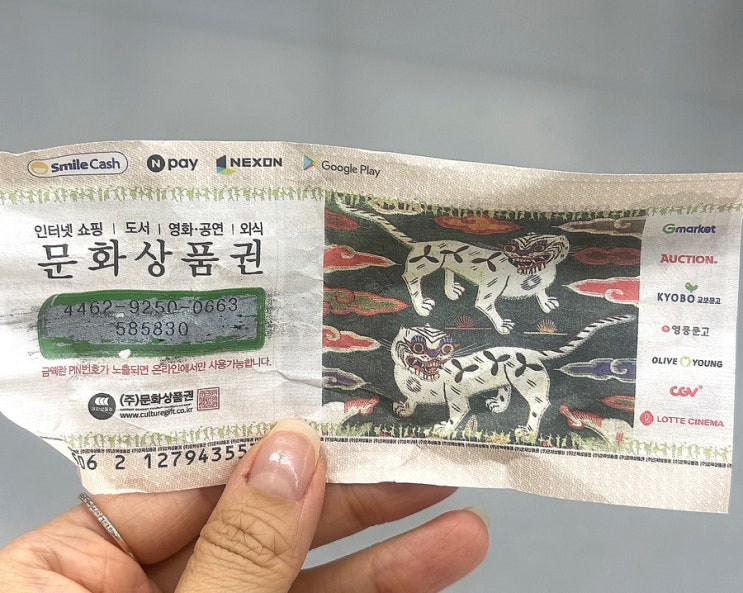 SmileCash N pay NEXON Google Play
인터넷 쇼핑 | 도서 | 영화·공연 | 외식
문화상품권
4462-9250-0663
585830
금액란 PIN번호가 노출되면 온라인에서만 사용가능합니다.
(주)문화상품권
www.culturegift.co.kr
06 2 12794355
Gmarket
AUCTION.
KYOBO 교보문고
영풍문고
OLIVE YOUNG
CGV
LOTTE CINEMA